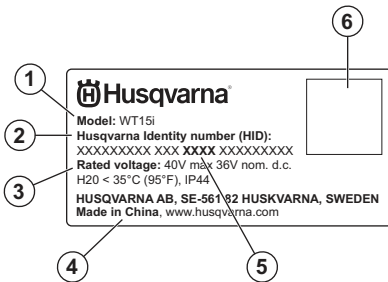 6
1
Husqvarna®
Model: WT15i
2
Husqvarna Identity number (HID):
XXXXXXXXX XXX XXXX XXXXXXXXX
3
Rated voltage: 40V max 36V nom. d.c.
H20 < 35°C (95°F), IP44
HUSQVARNA AB, SE-561 82 HUSKVARNA, SWEDEN
Made in China, www.husqvarna.com
4
5